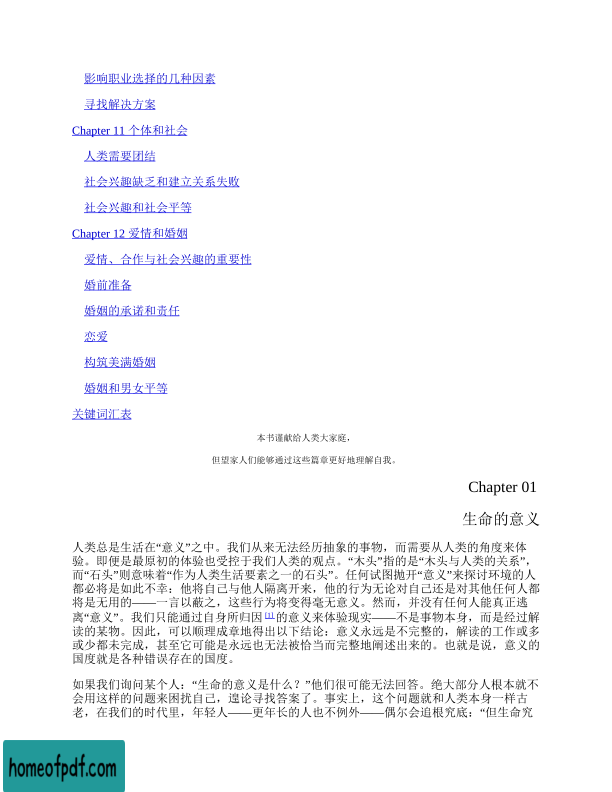 影响职业选择的几种因素
寻找解决方案
Chapter 11 个体和社会
人类需要团结
社会兴趣缺乏和建立关系失败
社会兴趣和社会平等
Chapter 12 爱情和婚姻
爱情、合作与社会兴趣的重要性
婚前准备
婚姻的承诺和责任
恋爱
构筑美满婚姻
婚姻和男女平等
关键词汇表
本书谨献给人类大家庭，
但望家人们能够通过这些篇章更好地理解自我。
Chapter 01
生命的意义
人类总是生活在“意义”之中。我们从来无法经历抽象的事物，而需要从人类的角度来体
验。即便是最原初的体验也受控于我们人类的观点。“木头”指的是“木头与人类的关系”，
而“石头”则意味着“作为人类生活要素之一的石头”。任何试图抛开“意义”来探讨环境的人
都必将是如此不幸：他将自己与他人隔离开来，他的行为无论对自己还是对其他任何人都
将是无用的——一言以蔽之，这些行为将变得毫无意义。然而，并没有任何人能真正逃
离“意义”。我们只能通过自身所归因[1]的意义来体验现实——不是事物本身，而是经过解
读的某物。因此，可以顺理成章地得出以下结论：意义永远是不完整的，解读的工作或多
或少都未完成，甚至它可能是永远也无法被恰当而完整地阐述出来的。也就是说，意义的
国度就是各种错误存在的国度。
如果我们询问某个人：“生命的意义是什么？”他们很可能无法回答。绝大部分人根本就不
会用这样的问题来困扰自己，遑论寻找答案了。事实上，这个问题就和人类本身一样古
老，在我们的时代里，年轻人——更年长的人也不例外——偶尔会追根究底：“但生命究
homeofpdf.com